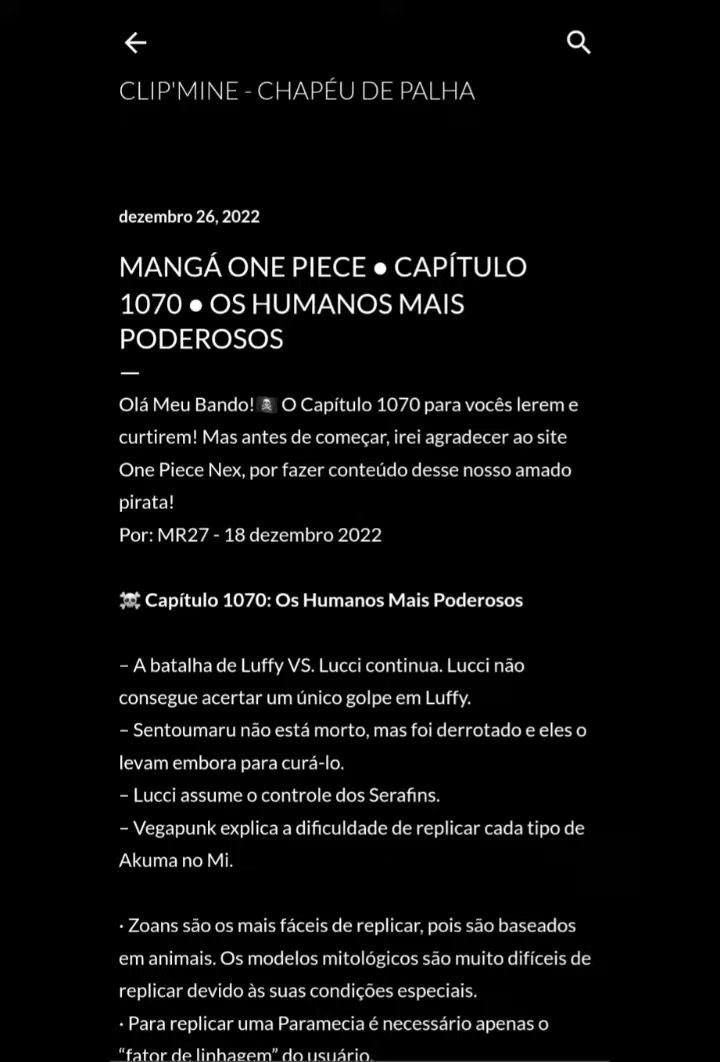 CLIP'MINE - CHAPÉU DE PALHA
dezembro 26, 2022
MANGÁ ONE PIECE ● CAPÍTULO
1070 ● OS HUMANOS MAIS
PODEROSOS
Olá Meu Bando!🏴‍☠️ O Capítulo 1070 para vocês lerem e
curtirem! Mas antes de começar, irei agradecer ao site
One Piece Nex, por fazer conteúdo desse nosso amado
pirata!
Por: MR27 - 18 dezembro 2022
☠️ Capítulo 1070: Os Humanos Mais Poderosos
– A batalha de Luffy VS. Lucci continua. Lucci não
consegue acertar um único golpe em Luffy.
– Sentoumaru não está morto, mas foi derrotado e eles o
levam embora para curá-lo.
– Lucci assume o controle dos Serafins.
– Vegapunk explica a dificuldade de replicar cada tipo de
Akuma no Mi.
· Zoans são os mais fáceis de replicar, pois são baseados
em animais. Os modelos mitológicos são muito difíceis de
replicar devido às suas condições especiais.
· Para replicar uma Paramecia é necessário apenas o
“fator de linhagem” do usuário.